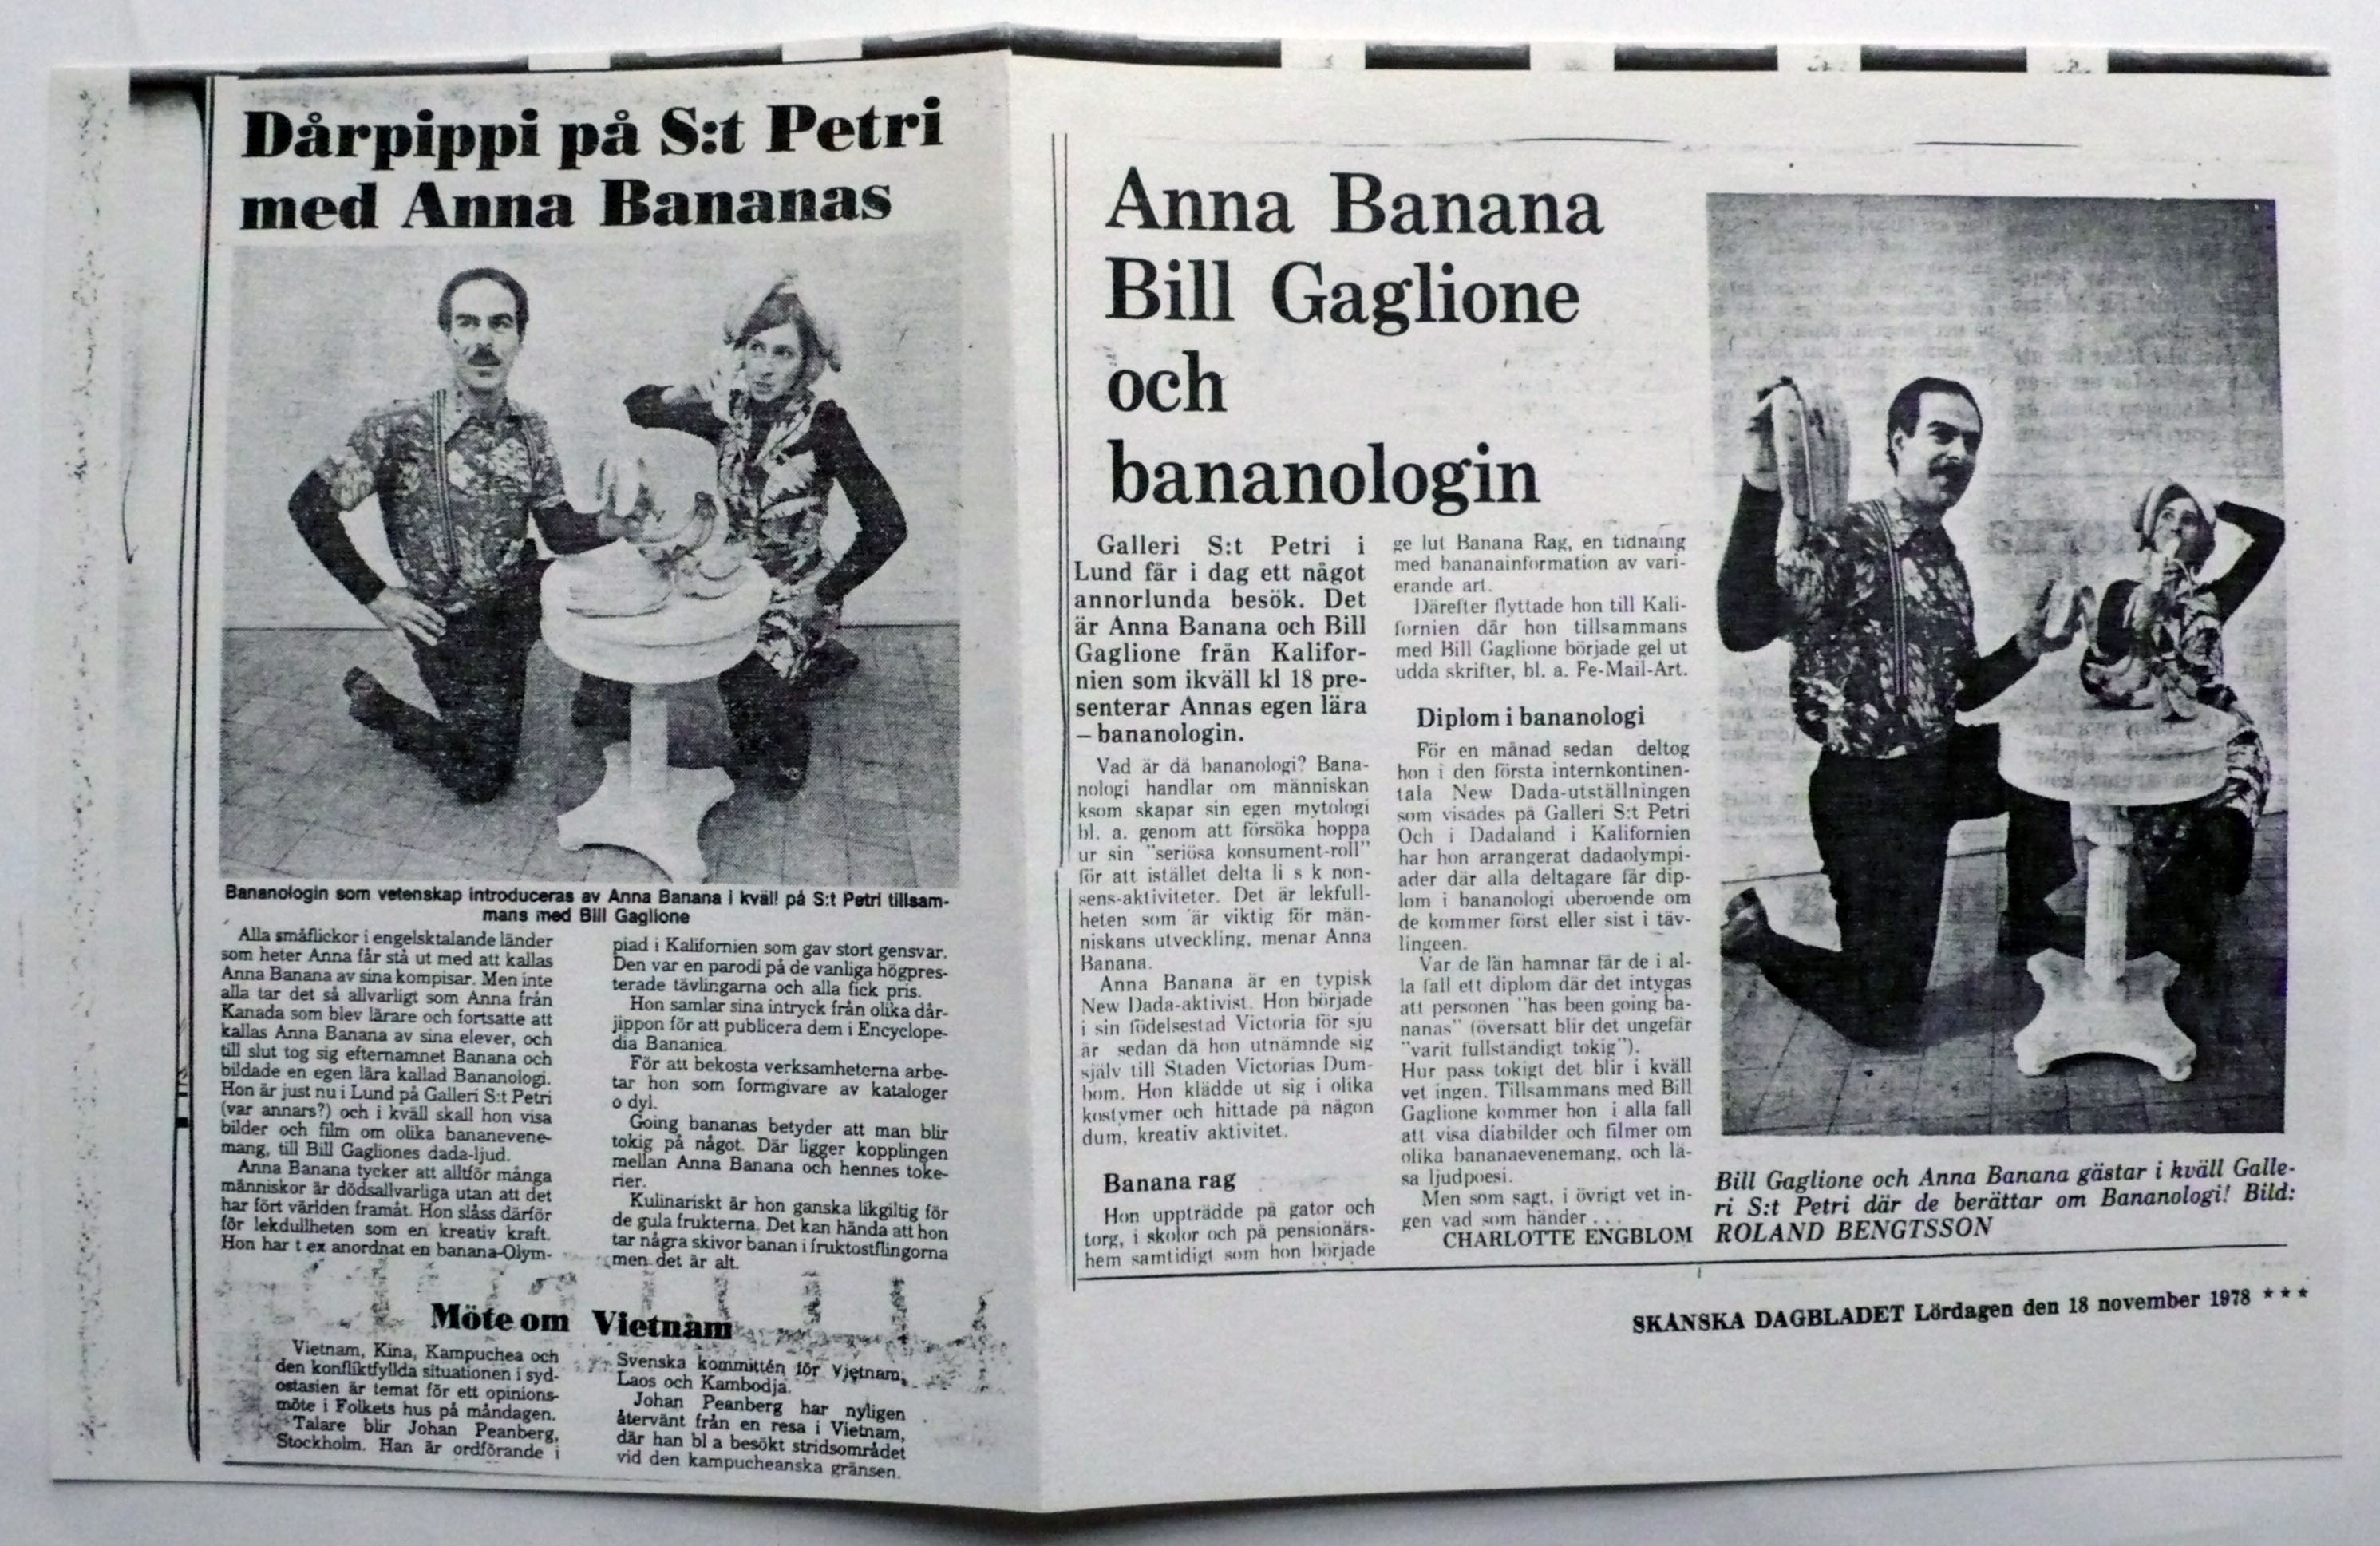 Dårpippi på S:t Petri
med Anna Bananas
Bananologin som vetenskap introduceras av Anna Banana i kväll på S:t Petri tillsam-
mans med Bill Gaglione
Alla småflickor i engelsktalande länder
som heter Anna får stå ut med att kallas
Anna Banana av sina kompisar. Men inte
alla tar det så allvarligt som Anna från
Kanada som blev lärare och fortsatte att
kallas Anna Banana av sina elever, och
till slut tog sig efternamnet Banana och
bildade en egen lära kallad Bananologi.
Hon är just nu i Lund på Galleri S:t Petri
(var annars?) och i kväll skall hon visa
bilder och film om olika bananevene-
mang, till Bill Gagliones dada-ljud.
Anna Banana tycker att alltför många
människor är dödsallvarliga utan att det
har fört världen framåt. Hon slåss därför
för lekdullheten som en kreativ kraft.
Hon har t ex anordnat en banana-Olym-
piad i Kalifornien som gav stort gensvar.
Den var en parodi på de vanliga högpres-
terade tävlingarna och alla fick pris.
Hon samlar sina intryck från olika dår-
jippon för att publicera dem i Encyclope-
dia Bananica.
För att bekosta verksamheterna arbe-
tar hon som formgivare av kataloger
o dyl.
Going bananas betyder att man blir
tokig på något. Där ligger kopplingen
mellan Anna Banana och hennes toke-
rier.
Kulinariskt är hon ganska likgiltig för
de gula frukterna. Det kan hända att hon
tar några skivor banan i fruktostflingorna
men det är alt.
Möte om Vietnam
Vietnam, Kina, Kampuchea och
den konfliktfyllda situationen i syd-
ostasien är temat för ett opinions-
möte i Folkets hus på måndagen.
Talare blir Johan Peanberg,
Stockholm. Han är ordförande i
Svenska kommittén för Vietnam,
Laos och Kambodja.
Johan Peanberg har nyligen
återvänt från en resa i Vietnam,
där han bl a besökt stridsområdet
vid den kampucheanska gränsen.
Anna Banana
Bill Gaglione
och
bananologin
Galleri S:t Petri i
Lund får i dag ett något
annorlunda besök. Det
är Anna Banana och Bill
Gaglione från Kalifor-
nien som ikväll kl 18 pre-
senterar Annas egen lära
– bananologin.
Vad är då bananologi? Bana-
nologi handlar om människan
ksom skapar sin egen mytologi
bl. a. genom att försöka hoppa
ur sin "seriösa konsument-roll"
för att istället delta li s k non-
sens-aktiviteter. Det är lekfull-
heten som är viktig för män-
niskans utveckling, menar Anna
Banana.
Anna Banana är en typisk
New Dada-aktivist. Hon började
i sin födelsestad Victoria för sju
år sedan då hon utnämnde sig
själv till Staden Victorias Dum-
bom. Hon klädde ut sig i olika
kostymer och hittade på någon
dum, kreativ aktivitet.
Banana rag
Hon uppträdde på gator och
torg, i skolor och på pensionärs-
hem samtidigt som hon började
ge lut Banana Rag, en tidnaing
med bananainformation av vari-
erande art.
Därefter flyttade hon till Kali-
fornien där hon tillsammans
med Bill Gaglione började gel ut
udda skrifter, bl. a. Fe-Mail-Art.
Diplom i bananologi
För en månad sedan deltog
hon i den första internkontinen-
tala New Dada-utställningen
som visades på Galleri S:t Petri
Och i Dadaland i Kalifornien
har hon arrangerat dadaolympi-
ader där alla deltagare får dip-
lom i bananologi oberoende om
de kommer först eller sist i täv-
lingeen.
Var de län hamnar får de i al-
la fall ett diplom där det intygas
att personen "has been going ba-
nanas" (översatt blir det ungefär
"varit fullständigt tokig").
Hur pass tokigt det blir i kväll
vet ingen. Tillsammans med Bill
Gaglione kommer hon i alla fall
att visa diabilder och filmer om
olika bananaevenemang, och lä-
sa ljudpoesi.
Men som sagt, i övrigt vet in-
gen vad som händer ...
CHARLOTTE ENGBLOM
Bill Gaglione och Anna Banana gästar i kväll Galle-
ri S:t Petri där de berättar om Bananologi! Bild:
ROLAND BENGTSSON
SKÅNSKA DAGBLADET Lördagen den 18 november 1978 ★★★